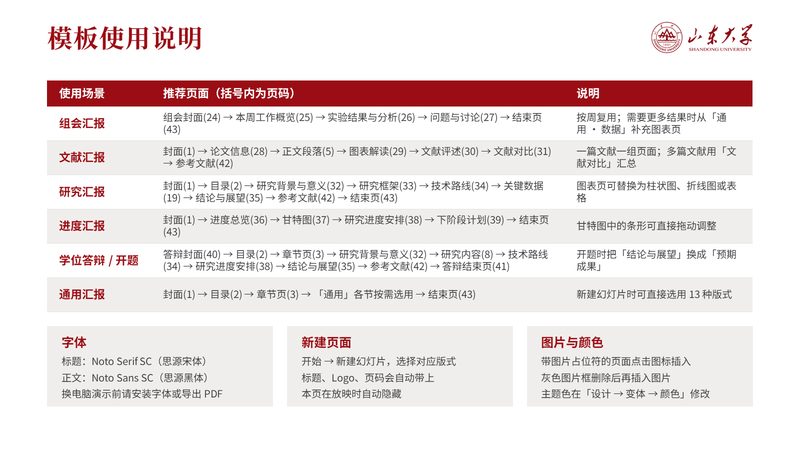 模板使用说明
山东大学
SHANDONG UNIVERSITY
使用场景 推荐页面（括号内为页码） 说明
组会汇报 组会封面(24) → 本周工作概览(25) → 实验结果与分析(26) → 问题与讨论(27) → 结束页
(43)
按周复用；需要更多结果时从「通
用 · 数据」补充图表页
文献汇报 封面(1) → 论文信息(28) → 正文段落(5) → 图表解读(29) → 文献评述(30) → 文献对比(31)
→ 参考文献(42)
一篇文献一组页面；多篇文献用「文
献对比」汇总
研究汇报 封面(1) → 目录(2) → 研究背景与意义(32) → 研究框架(33) → 技术路线(34) → 关键数据
(19) → 结论与展望(35) → 参考文献(42) → 结束页(43)
图表页可替换为柱状图、折线图或表
格
进度汇报 封面(1) → 进度总览(36) → 甘特图(37) → 研究进度安排(38) → 下阶段计划(39) → 结束页
(43)
甘特图中的条形可直接拖动调整
学位答辩 / 开题 答辩封面(40) → 目录(2) → 章节页(3) → 研究背景与意义(32) → 研究内容(8) → 技术路线
(34) → 研究进度安排(38) → 结论与展望(35) → 参考文献(42) → 答辩结束页(41)
开题时把「结论与展望」换成「预期
成果」
通用汇报 封面(1) → 目录(2) → 章节页(3) → 「通用」各节按需选用 → 结束页(43) 新建幻灯片时可直接选用 13 种版式
字体
标题：Noto Serif SC（思源宋体）
正文：Noto Sans SC（思源黑体）
换电脑演示前请安装字体或导出 PDF
新建页面
开始 → 新建幻灯片，选择对应版式
标题、Logo、页码会自动带上
本页在放映时自动隐藏
图片与颜色
带图片占位符的页面点击图标插入
灰色图片框删除后再插入图片
主题色在「设计 → 变体 → 颜色」修改